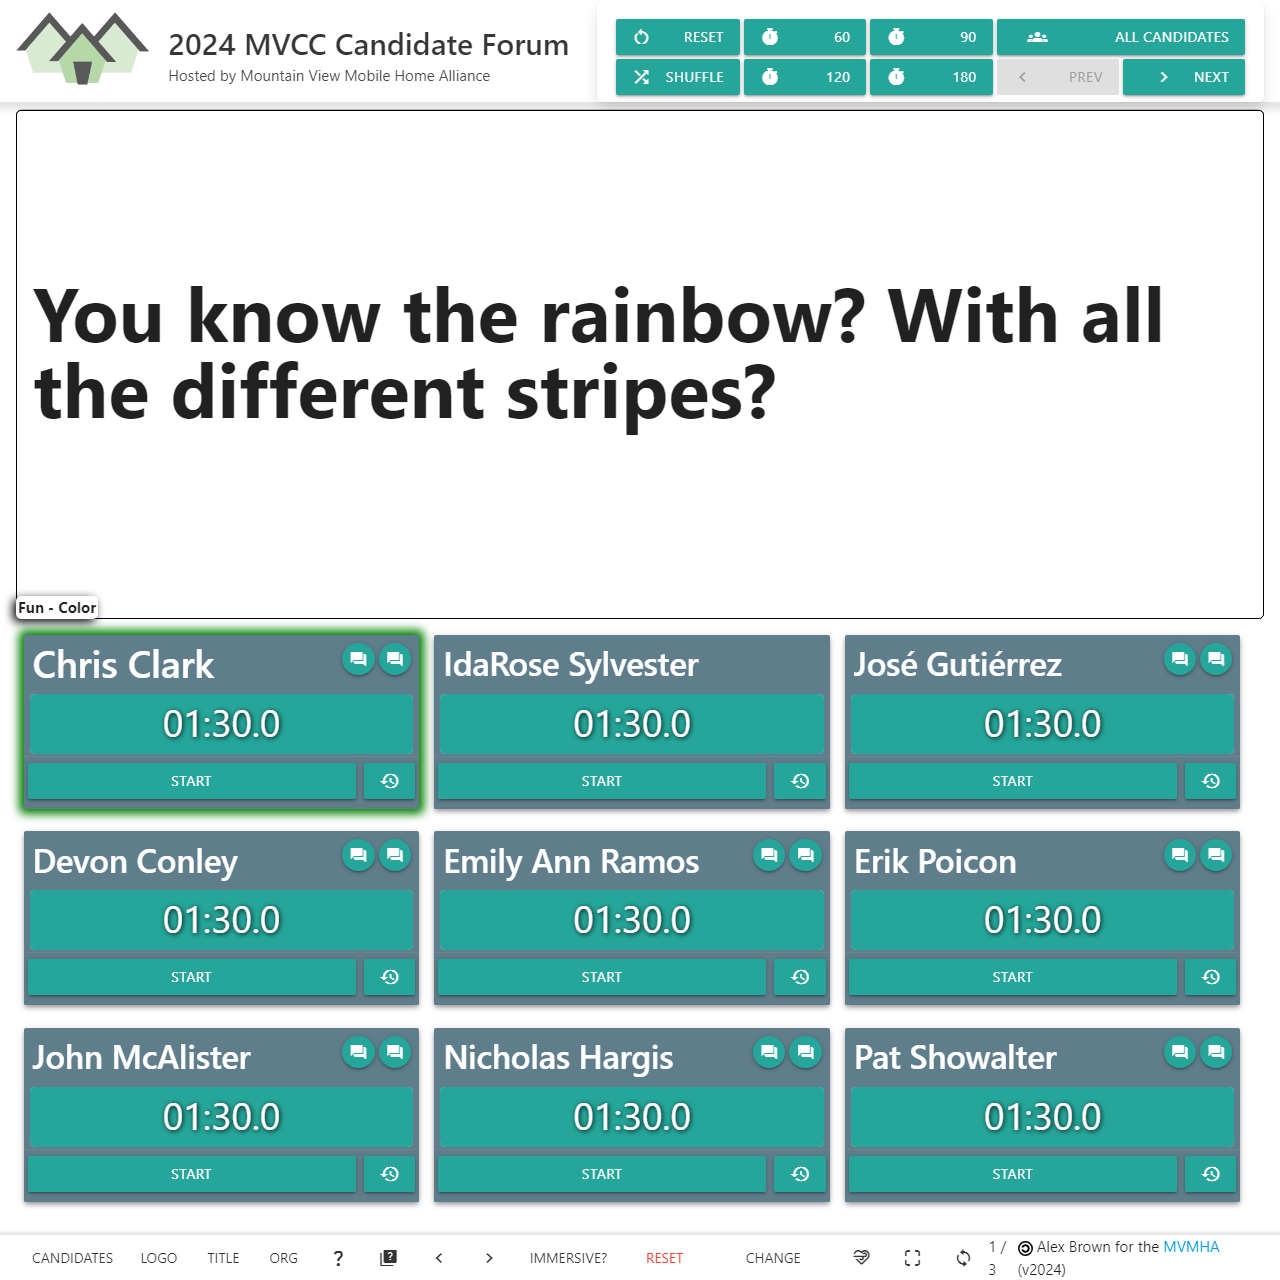 2024 MVCC Candidate Forum
Hosted by Mountain View Mobile Home Alliance
RESET 60 90 ALL CANDIDATES
SHUFFLE 120 180 PREV NEXT
You know the rainbow? With all
the different stripes?
Fun - Color
Chris Clark IdaRose Sylvester José Gutiérrez
01:30.0 01:30.0 01:30.0
START START START
Devon Conley Emily Ann Ramos Erik Poicon
01:30.0 01:30.0 01:30.0
START START START
John McAlister Nicholas Hargis Pat Showalter
01:30.0 01:30.0 01:30.0
START START START
CANDIDATES LOGO TITLE ORG IMMERSIVE? RESET CHANGE 1 / 3 Alex Brown for the MVMHA
(v2024)